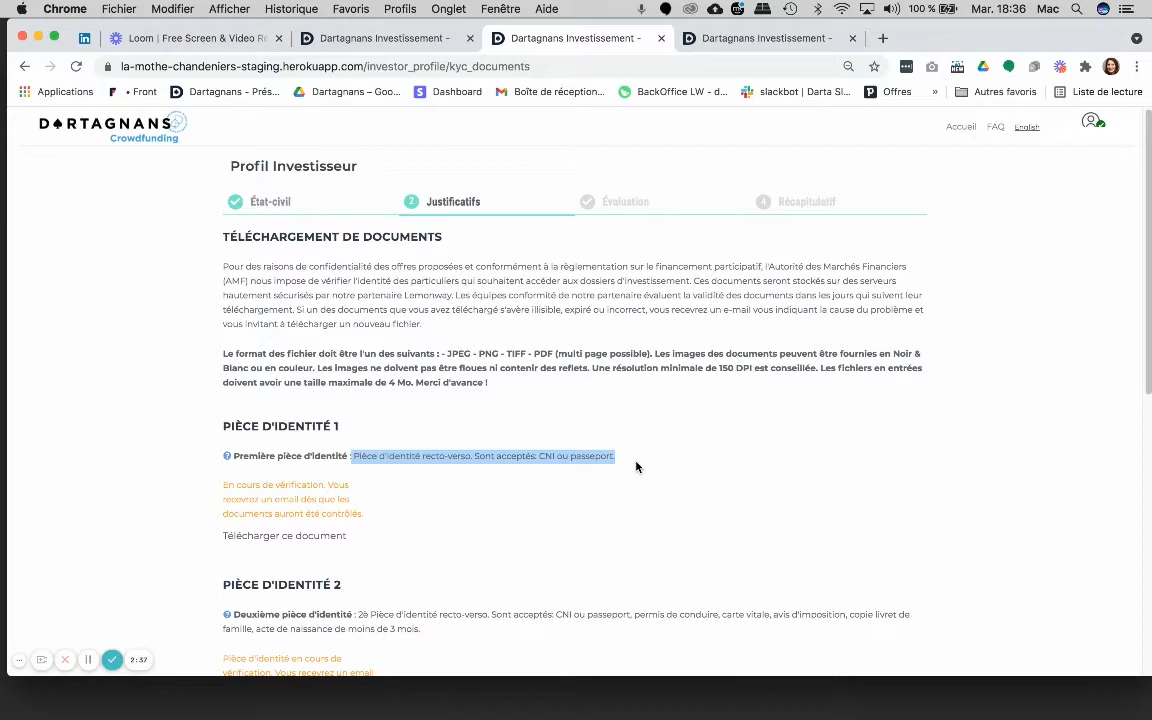 Chrome Fichier Modifier Afficher Historique Favoris Profils Onglet Fenêtre Aide 100 % Mar. 18:36 Mac
Loom | Free Screen & Video R
Dartagnans Investissement -
Dartagnans Investissement -
Dartagnans Investissement -
la-mothe-chandeniers-staging.herokuapp.com/investor_profile/kyc_documents
Applications • Front Dartagnans - Prés... Dartagnans – Goo... Dashboard Boîte de réception... BackOffice LW - d... slackbot | Darta Sl... Offres » Autres favoris Liste de lecture
DARTAGNANS
Crowdfunding
Accueil FAQ English
Profil Investisseur
État-civil
2 Justificatifs
Évaluation
4 Récapitulatif
TÉLÉCHARGEMENT DE DOCUMENTS
Pour des raisons de confidentialité des offres proposées et conformément à la règlementation sur le financement participatif, l'Autorité des Marchés Financiers
(AMF) nous impose de vérifier l'identité des particuliers qui souhaitent accéder aux dossiers d'investissement. Ces documents seront stockés sur des serveurs
hautement sécurisés par notre partenaire Lemonway. Les équipes conformité de notre partenaire évaluent la validité des documents dans les jours qui suivent leur
téléchargement. Si un des documents que vous avez téléchargé s'avère illisible, expiré ou incorrect, vous recevrez un e-mail vous indiquant la cause du problème et
vous invitant à télécharger un nouveau fichier.
Le format des fichier doit être l'un des suivants : - JPEG - PNG - TIFF - PDF (multi page possible). Les images des documents peuvent être fournies en Noir &
Blanc ou en couleur. Les images ne doivent pas être floues ni contenir des reflets. Une résolution minimale de 150 DPI est conseillée. Les fichiers en entrées
doivent avoir une taille maximale de 4 Mo. Merci d'avance !
PIÈCE D'IDENTITÉ 1
Première pièce d'identité : Pièce d'identité recto-verso. Sont acceptés: CNI ou passeport.
En cours de vérification. Vous
recevrez un email dès que les
documents auront été contrôlés.
Télécharger ce document
PIÈCE D'IDENTITÉ 2
Deuxième pièce d'identité : 2è Pièce d'identité recto-verso. Sont acceptés: CNI ou passeport, permis de conduire, carte vitale, avis d'imposition, copie livret de
famille, acte de naissance de moins de 3 mois.
Pièce d'identité en cours de
vérification. Vous recevrez un email
2:37